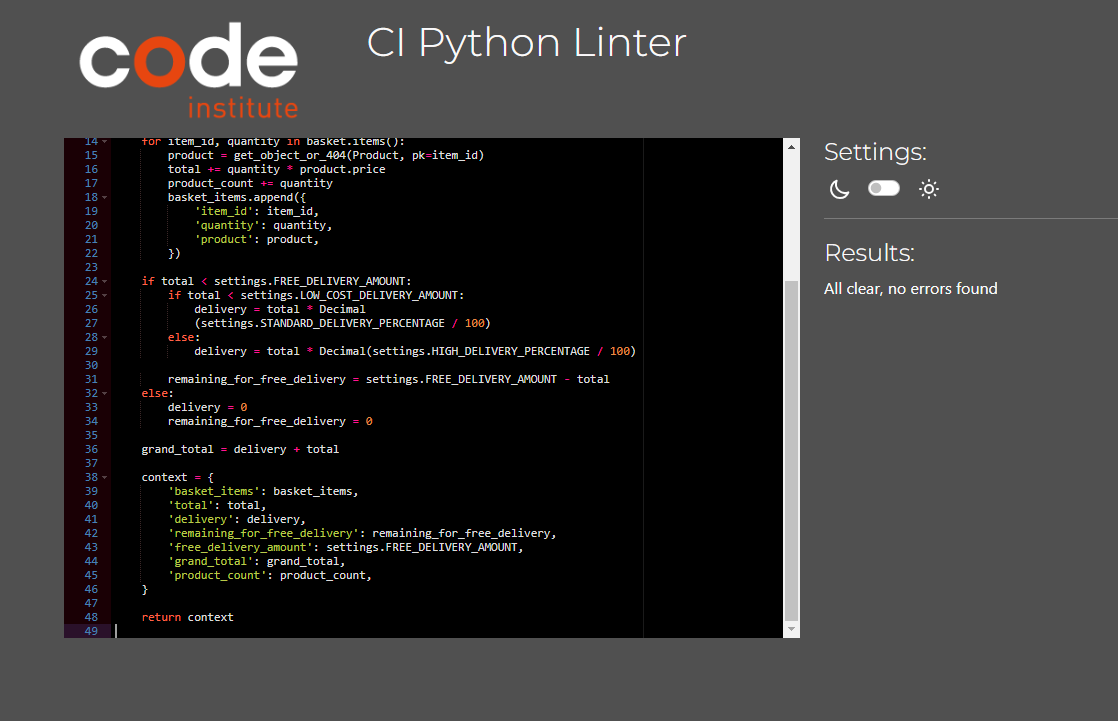 code
institute
CI Python Linter
14 for item_id, quantity in basket.items():
15 product = get_object_or_404(Product, pk=item_id)
16 total += quantity * product.price
17 product_count += quantity
18 basket_items.append({
19 'item_id': item_id,
20 'quantity': quantity,
21 'product': product,
22 })
23
24 if total < settings.FREE_DELIVERY_AMOUNT:
25 if total < settings.LOW_COST_DELIVERY_AMOUNT:
26 delivery = total * Decimal
27 (settings.STANDARD_DELIVERY_PERCENTAGE / 100)
28 else:
29 delivery = total * Decimal(settings.HIGH_DELIVERY_PERCENTAGE / 100)
30
31 remaining_for_free_delivery = settings.FREE_DELIVERY_AMOUNT - total
32 else:
33 delivery = 0
34 remaining_for_free_delivery = 0
35
36 grand_total = delivery + total
37
38 context = {
39 'basket_items': basket_items,
40 'total': total,
41 'delivery': delivery,
42 'remaining_for_free_delivery': remaining_for_free_delivery,
43 'free_delivery_amount': settings.FREE_DELIVERY_AMOUNT,
44 'grand_total': grand_total,
45 'product_count': product_count,
46 }
47
48 return context
49
Settings:
Results:
All clear, no errors found